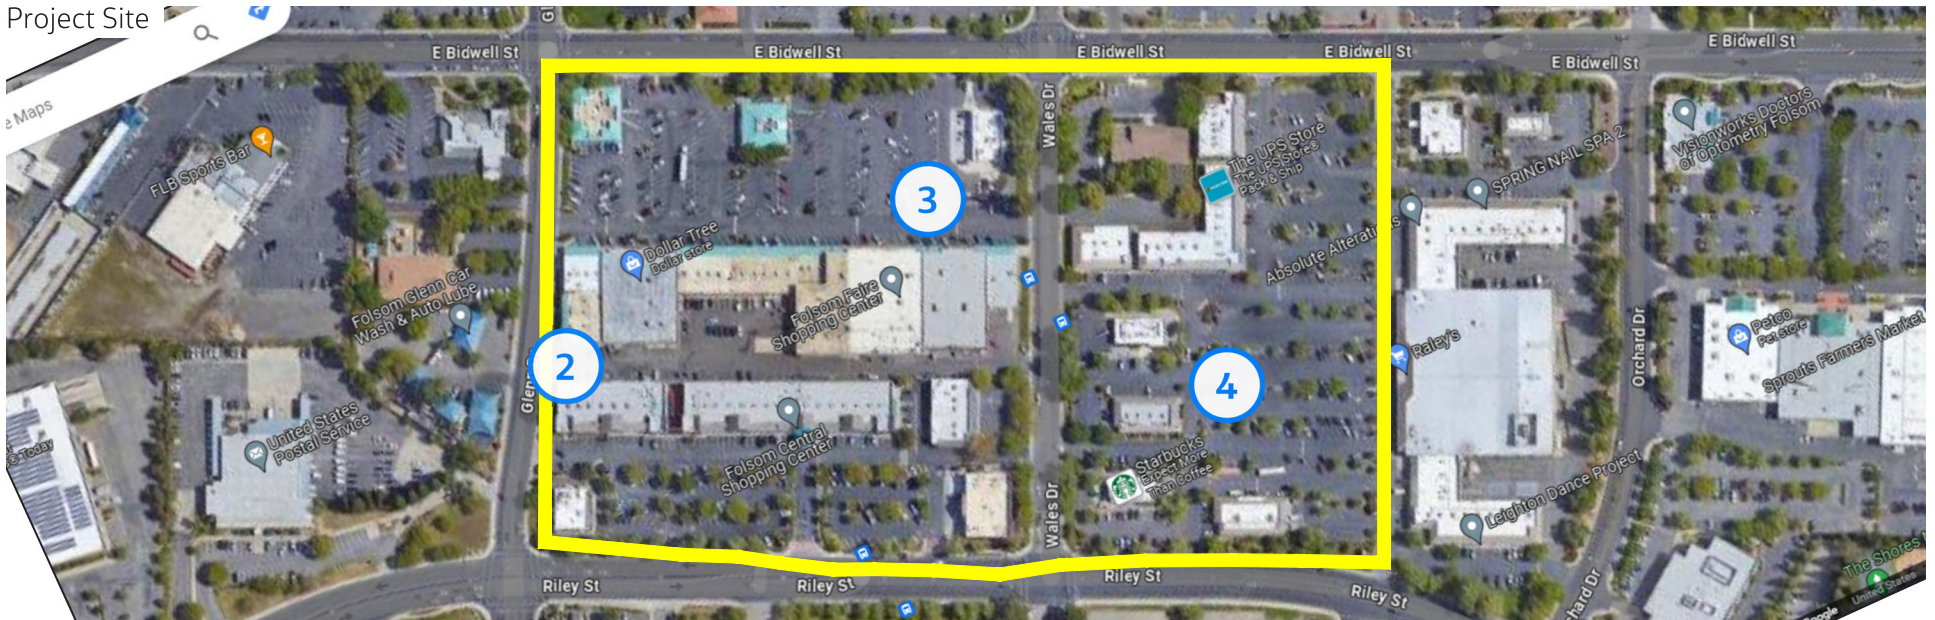 Project Site
E Bidwell St
E Bidwell St
E Bidwell St
E Bidwell St
E Bidwell St
E Bidwell St
e Maps
FLB Sports Bar
Wales Dr
The UPS Store
The UPS Store®
Pack & Ship
SPRING NAIL SPA 2
Visionworks Doctors
of Optometry Folsom
3
Dollar Tree
Dollar store
Absolute Alterations
Folsom Glenn Car
Wash & Auto Lube
Folsom Faire
Shopping Center
Raley's
Orchard Dr
Petco
Pet store
Sprouts Farmers Market
2
4
United States
Postal Service
Folsom Central
Shopping Center
Starbucks
Expect More
Than Coffee
Wales Dr
Leighton Dance Project
Riley St
Riley St
Riley St
Riley St
The Shores
United States